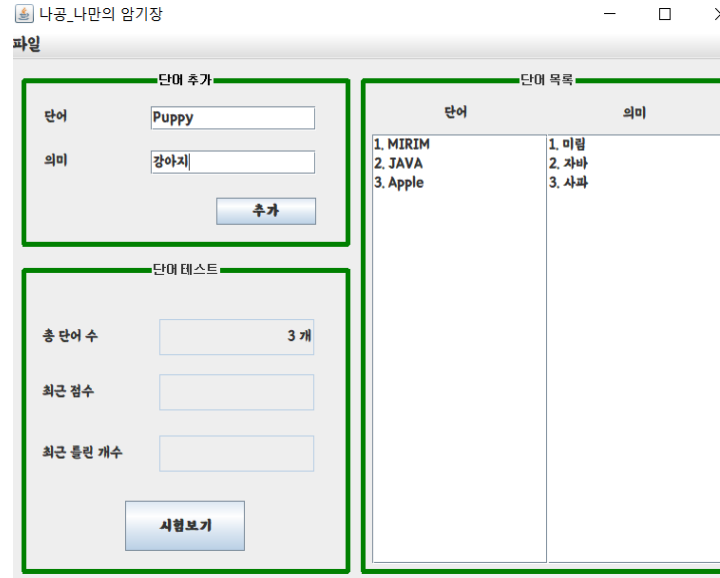 나공_나만의 암기장
파일
단어 추가
단어 Puppy
의미 강아지
추가
단어 테스트
총 단어 수 3 개
최근 점수
최근 틀린 개수
시험보기
단어 목록
단어 의미
1. MIRIM 1. 미림
2. JAVA 2. 자바
3. Apple 3. 사과